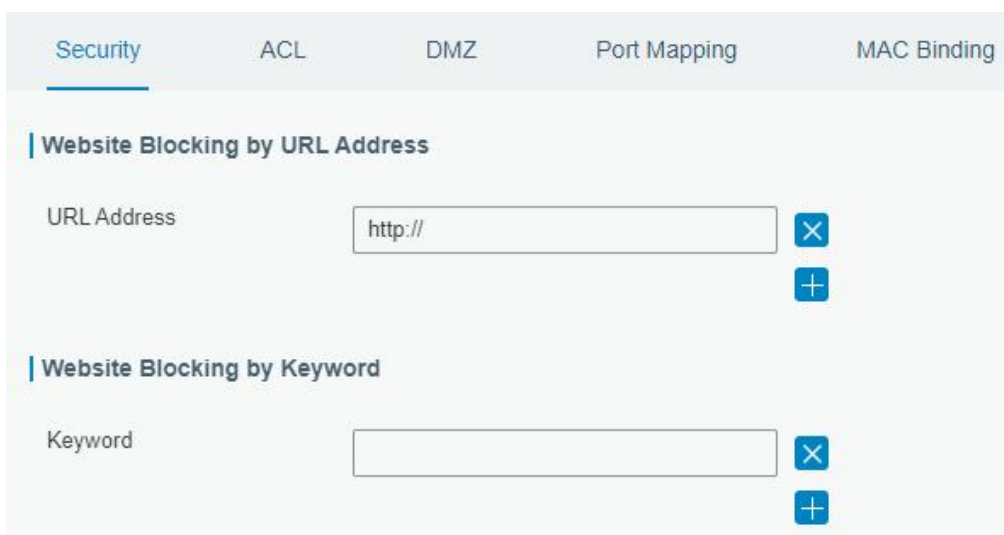 Security ACL DMZ Port Mapping MAC Binding
Website Blocking by URL Address
URL Address http://
Website Blocking by Keyword
Keyword